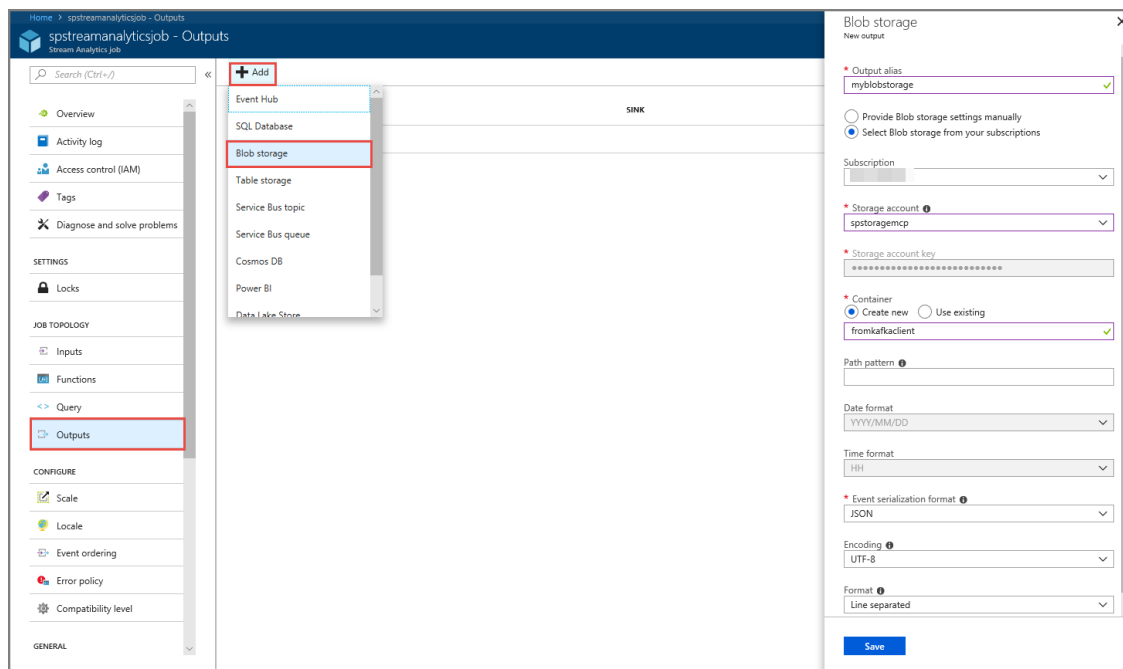 Home > spstreamanalyticsjob - Outputs
spstreamanalyticsjob - Outputs
Stream Analytics job
Search (Ctrl+/)
«
Overview
Activity log
Access control (IAM)
Tags
Diagnose and solve problems
SETTINGS
Locks
JOB TOPOLOGY
Inputs
Functions
<> Query
Outputs
CONFIGURE
Scale
Locale
Event ordering
Error policy
Compatibility level
GENERAL
+ Add
SINK
Event Hub
SQL Database
Blob storage
Table storage
Service Bus topic
Service Bus queue
Cosmos DB
Power BI
Data Lake Store
Blob storage
New output
* Output alias
myblobstorage
Provide Blob storage settings manually
Select Blob storage from your subscriptions
Subscription
* Storage account
spstoragemcp
* Storage account key
•••••••••••••••••••••••••••
* Container
Create new Use existing
fromkafkaclient
Path pattern
Date format
YYYY/MM/DD
Time format
HH
* Event serialization format
JSON
Encoding
UTF-8
Format
Line separated
Save